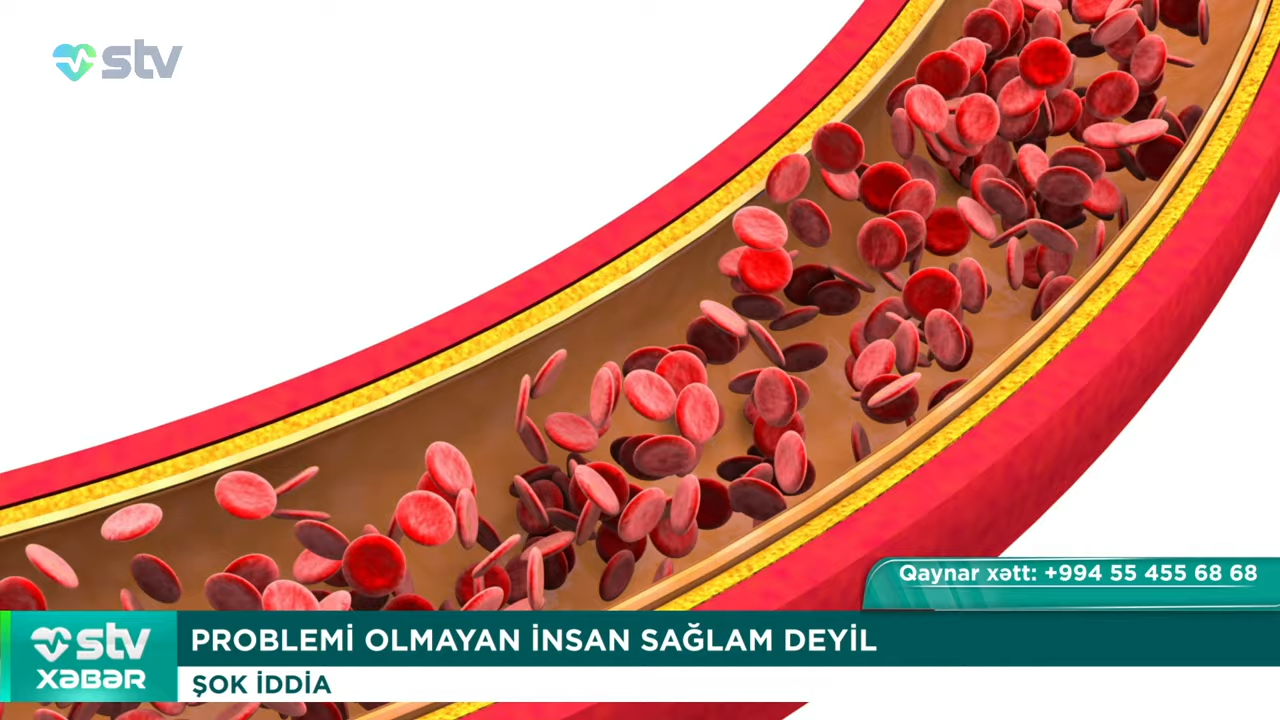 stv
Qaynar xətt: +994 55 455 68 68
stv
XƏBƏR
PROBLEMİ OLMAYAN İNSAN SAĞLAM DEYİL
ŞOK İDDİA